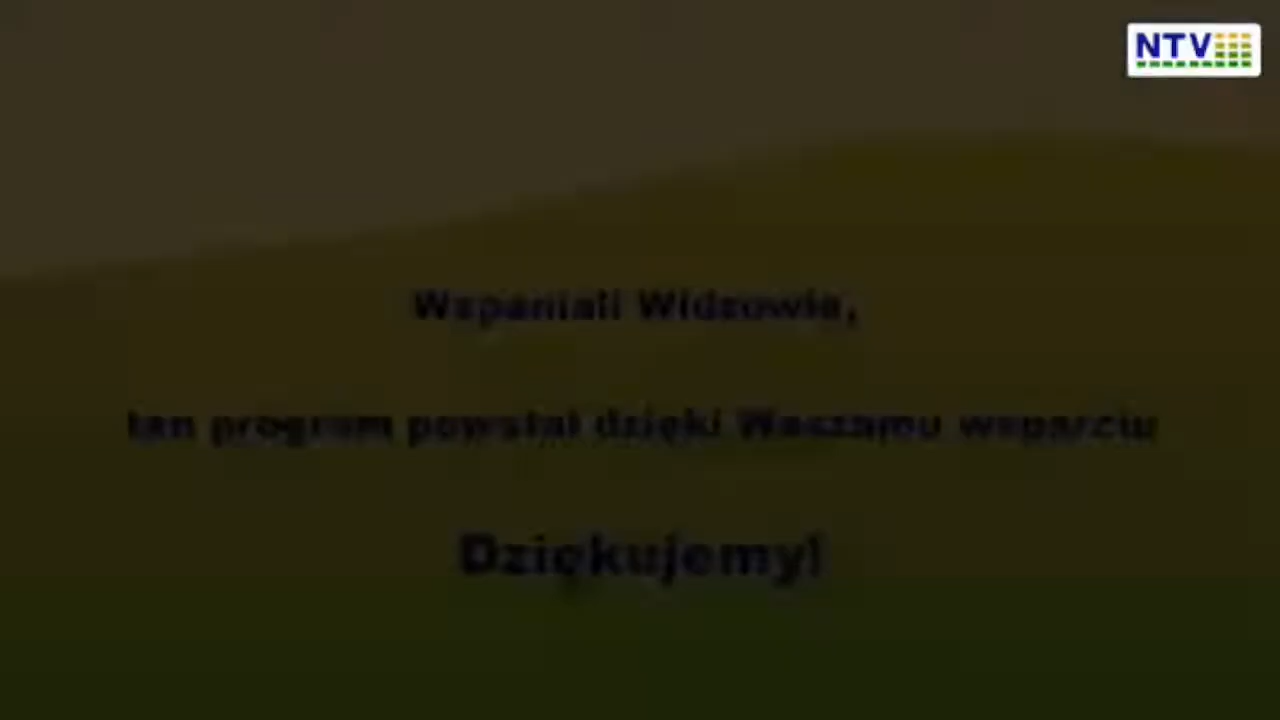 NTV
Wspaniali Widzowie,
ten program powstał dzięki Waszemu wsparciu
Dziękujemy!